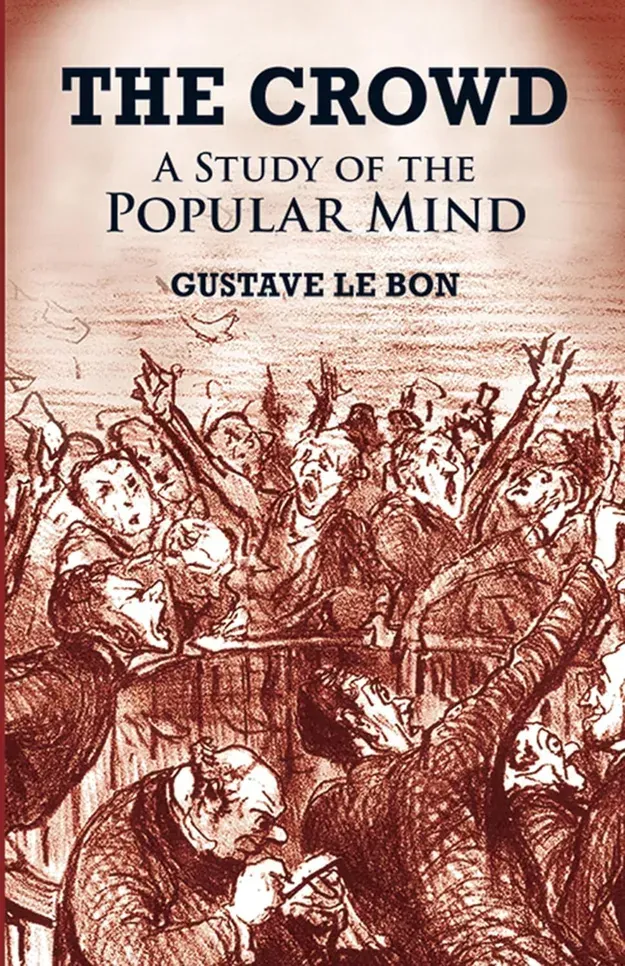 THE CROWD
A STUDY OF THE
POPULAR MIND
GUSTAVE LE BON